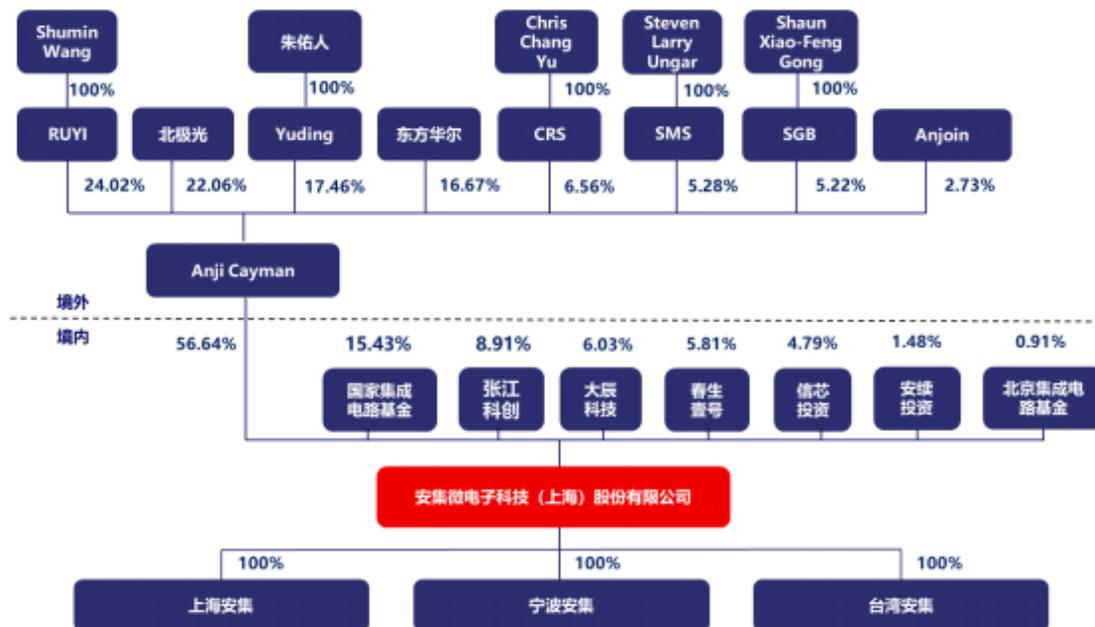 Shumin
Wang
朱佑人
Chris
Chang
Yu
Steven
Larry
Ungar
Shaun
Xiao-Feng
Gong
100%
100%
100%
100%
100%
RUYI
北极光
Yuding
东方华尔
CRS
SMS
SGB
Anjoin
24.02%
22.06%
17.46%
16.67%
6.56%
5.28%
5.22%
2.73%
Anji Cayman
境外
境内
56.64%
15.43%
8.91%
6.03%
5.81%
4.79%
1.48%
0.91%
国家集成
电路基金
张江
科创
大辰
科技
春生
壹号
信芯
投资
安续
投资
北京集成电
路基金
安集微电子科技（上海）股份有限公司
100%
100%
100%
上海安集
宁波安集
台湾安集